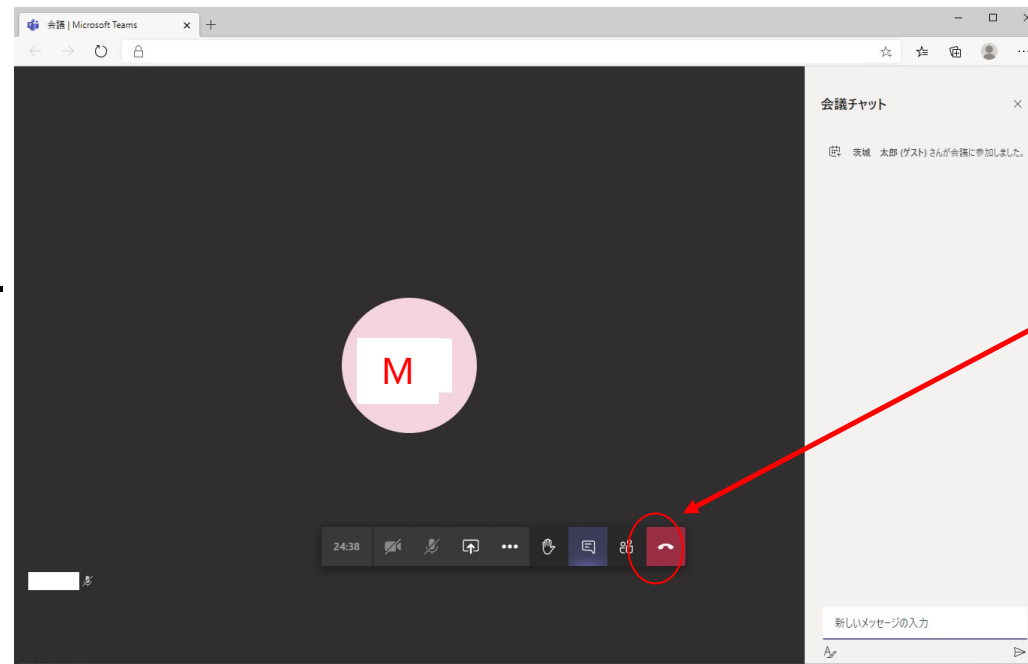 会議 | Microsoft Teams
会議チャット
茨城 太郎 (ゲスト) さんが会議に参加しました。
M
24:38
新しいメッセージの入力